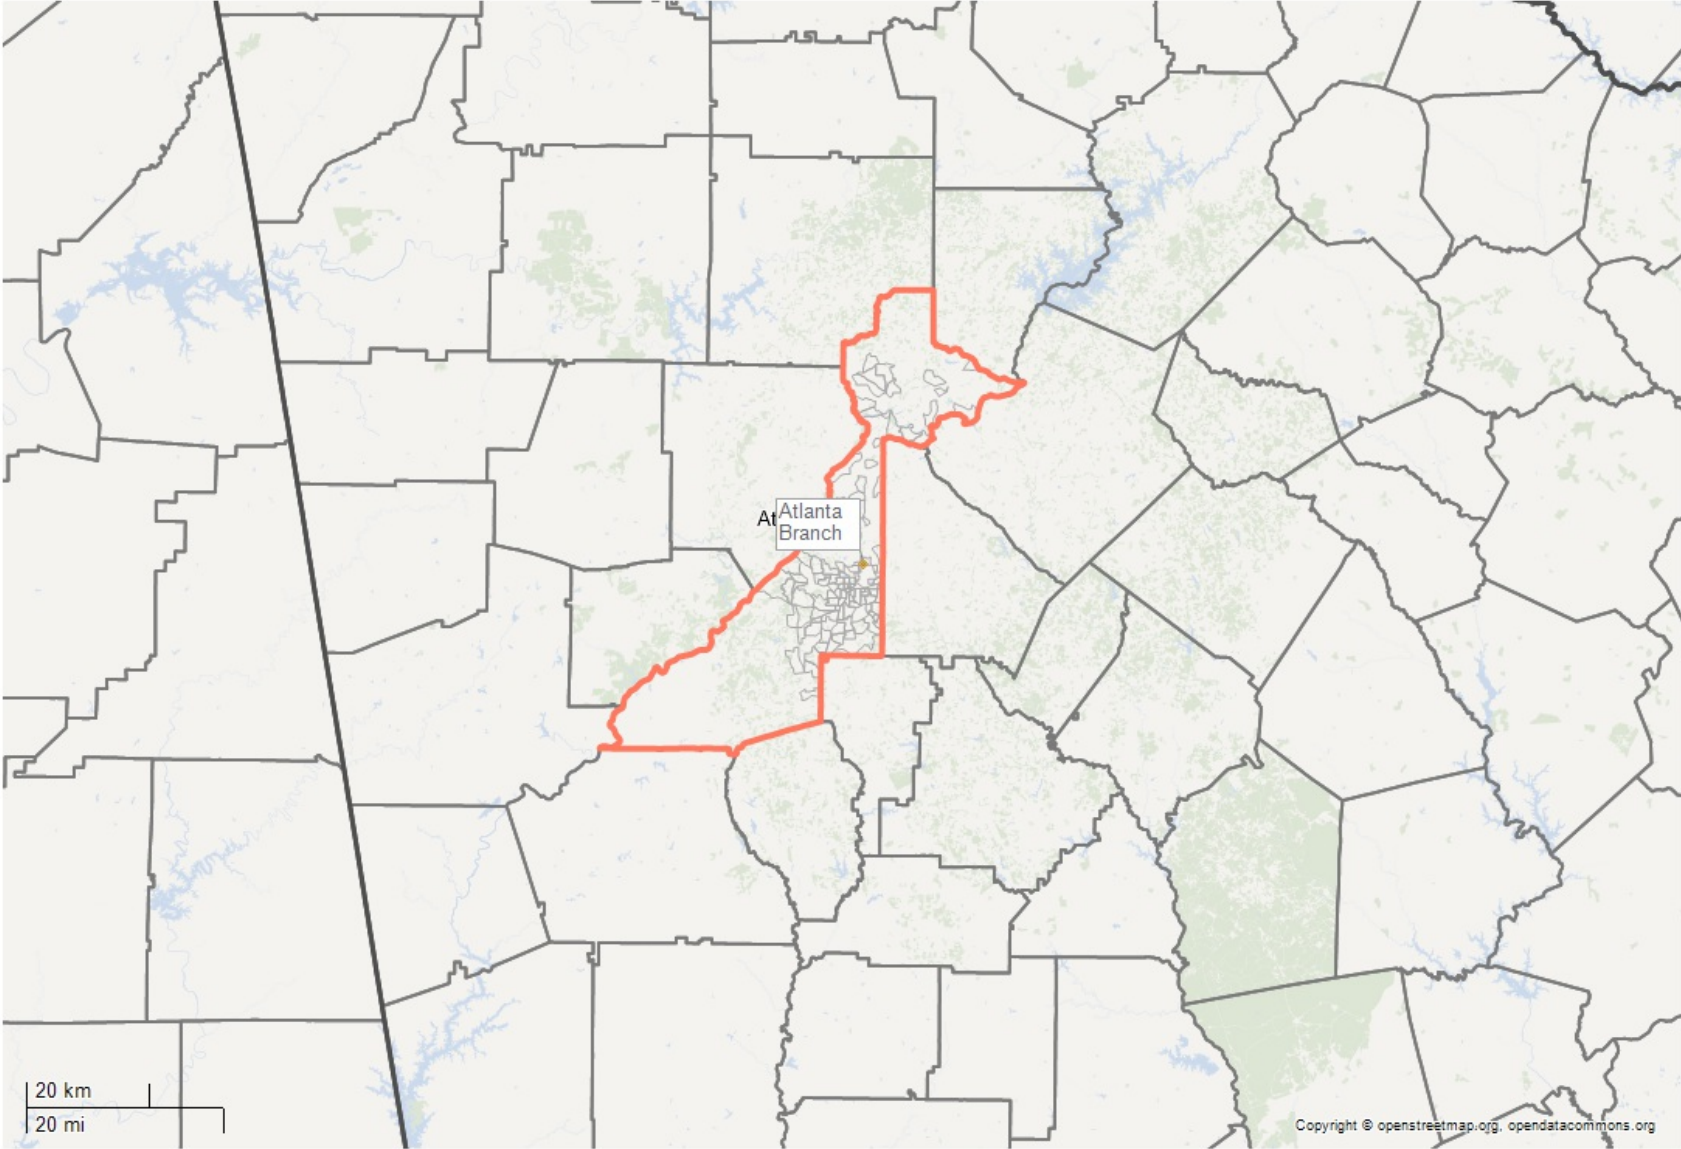 At
Atlanta
Branch
20 km
20 mi
Copyright © openstreetmap.org, opendatacommons.org